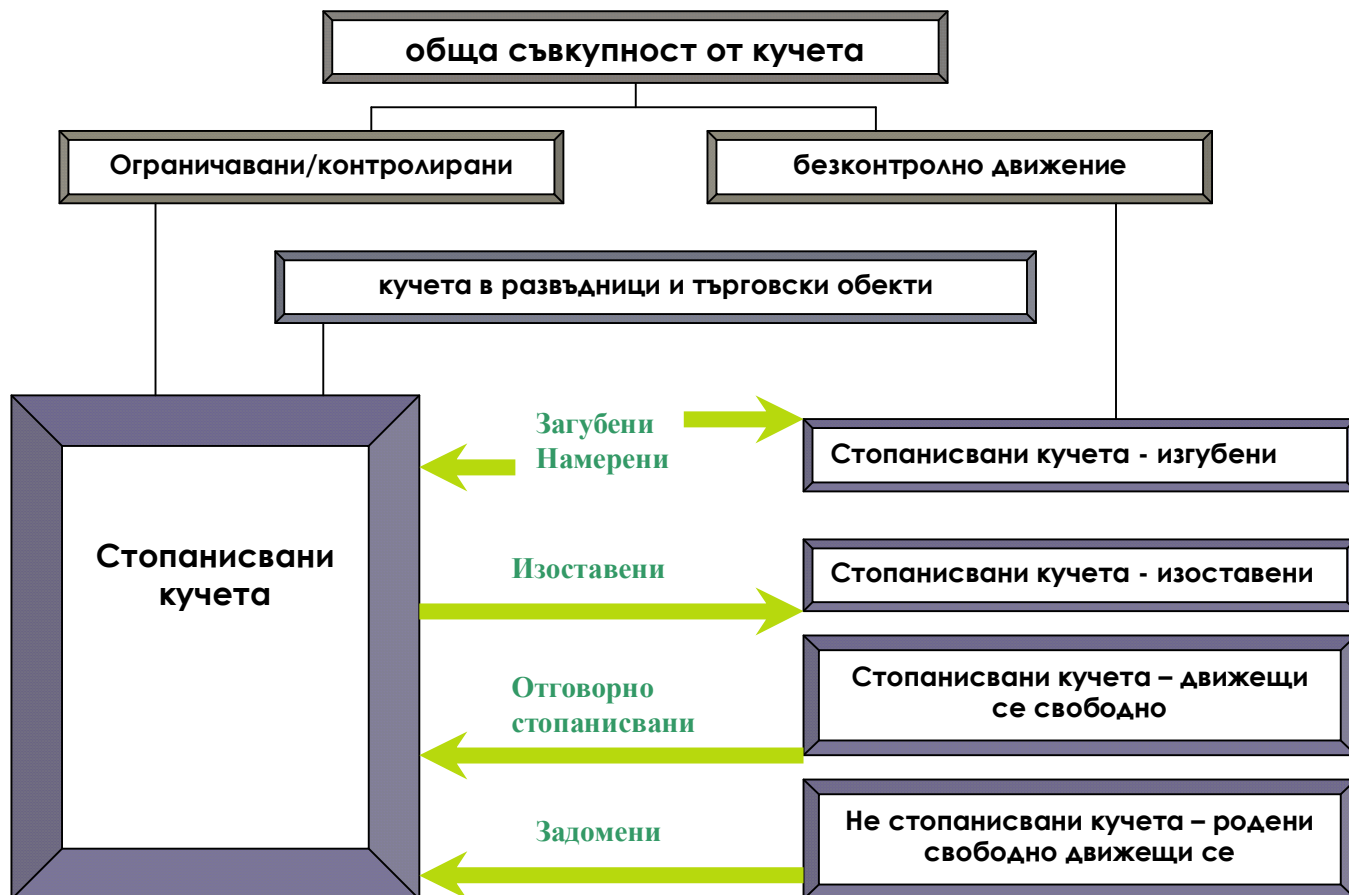 обща съвкупност от кучета
Ограничавани/контролирани
безконтролно движение
кучета в развъдници и търговски обекти
Загубени
Намерени
Стопанисвани кучета - изгубени
Стопанисвани
кучета
Изоставени
Стопанисвани кучета - изоставени
Отговорно
стопанисвани
Стопанисвани кучета – движещи
се свободно
Задомени
Не стопанисвани кучета – родени
свободно движещи се